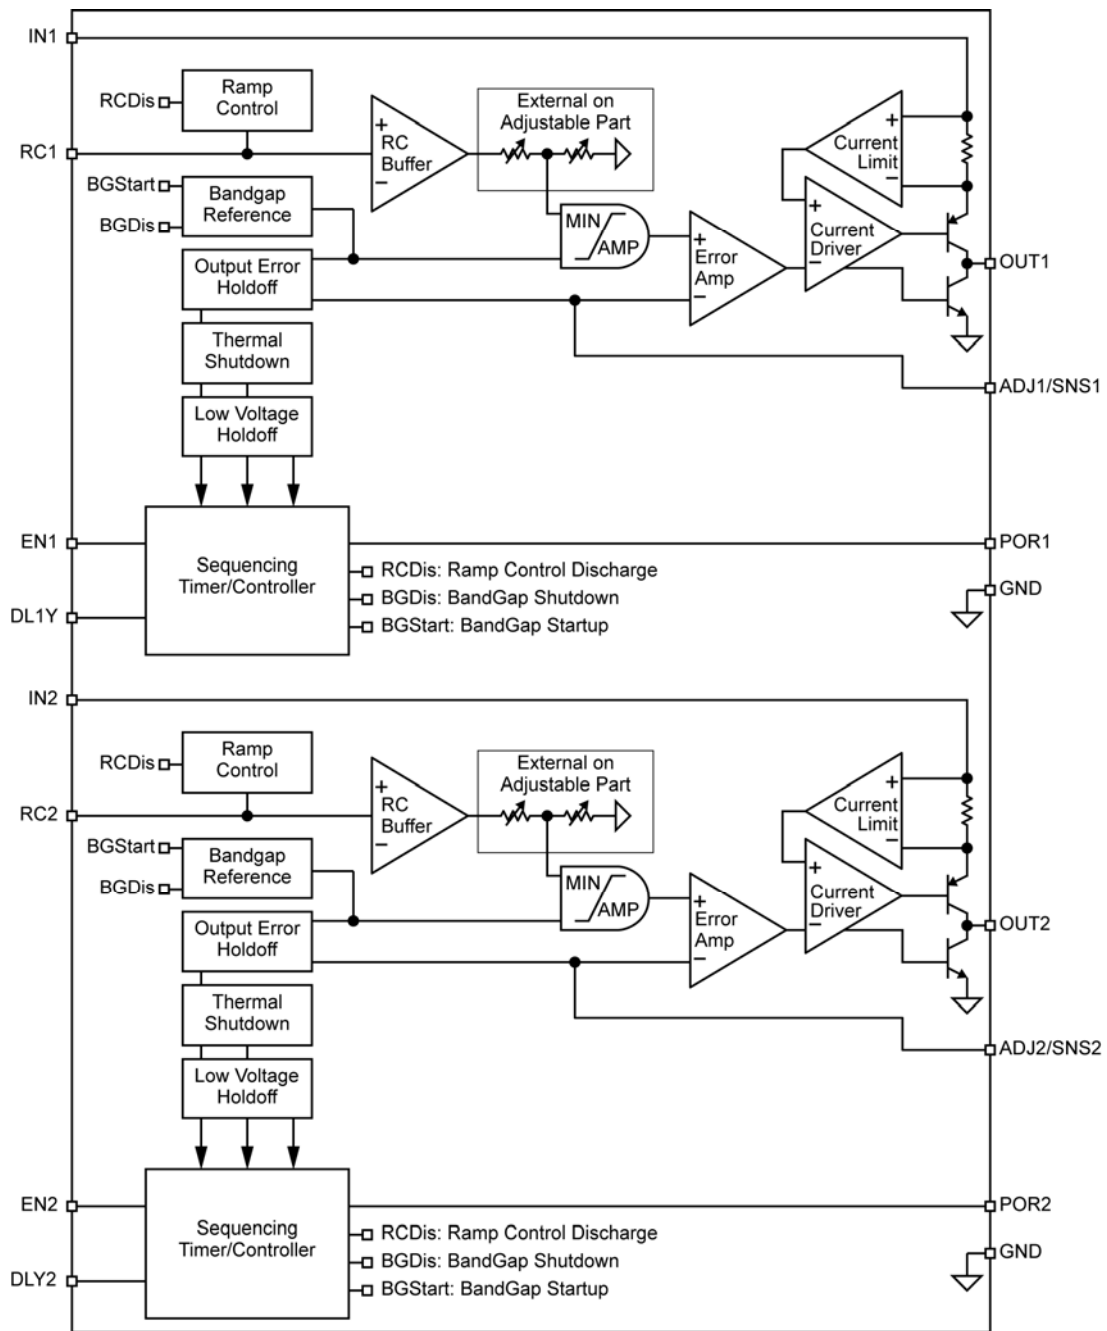 IN1
RCDis
Ramp
Control
RC1
+
RC
Buffer
−
External on
Adjustable Part
+
Current
Limit
−
BGStart
BGDis
Bandgap
Reference
MIN
AMP
+
Error
Amp
−
+
Current
Driver
−
OUT1
Output Error
Holdoff
Thermal
Shutdown
Low Voltage
Holdoff
ADJ1/SNS1
EN1
DL1Y
Sequencing
Timer/Controller
POR1
GND
RCDis: Ramp Control Discharge
BGDis: BandGap Shutdown
BGStart: BandGap Startup
IN2
RCDis
Ramp
Control
RC2
+
RC
Buffer
−
External on
Adjustable Part
+
Current
Limit
−
BGStart
BGDis
Bandgap
Reference
MIN
AMP
+
Error
Amp
−
+
Current
Driver
−
OUT2
Output Error
Holdoff
Thermal
Shutdown
Low Voltage
Holdoff
ADJ2/SNS2
EN2
DLY2
Sequencing
Timer/Controller
POR2
GND
RCDis: Ramp Control Discharge
BGDis: BandGap Shutdown
BGStart: BandGap Startup